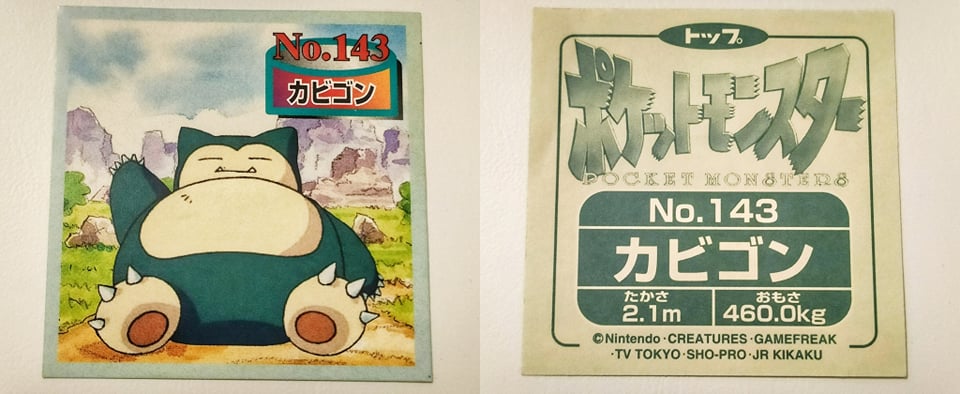 No.143
カビゴン
トップ
ポケットモンスター
POCKET MONSTERS
No.143
カビゴン
たかさ
2.1m
おもさ
460.0kg
©Nintendo·CREATURES·GAMEFREAK
·TV TOKYO·SHO-PRO·JR KIKAKU